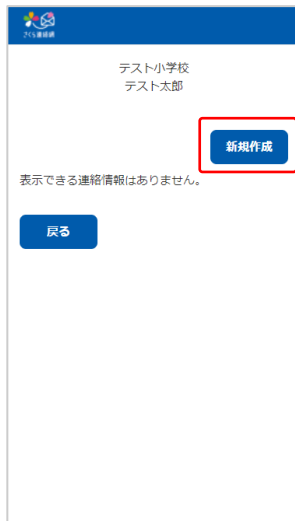 さくら連絡網
テスト小学校
テスト太郎
新規作成
表示できる連絡情報はありません。
戻る